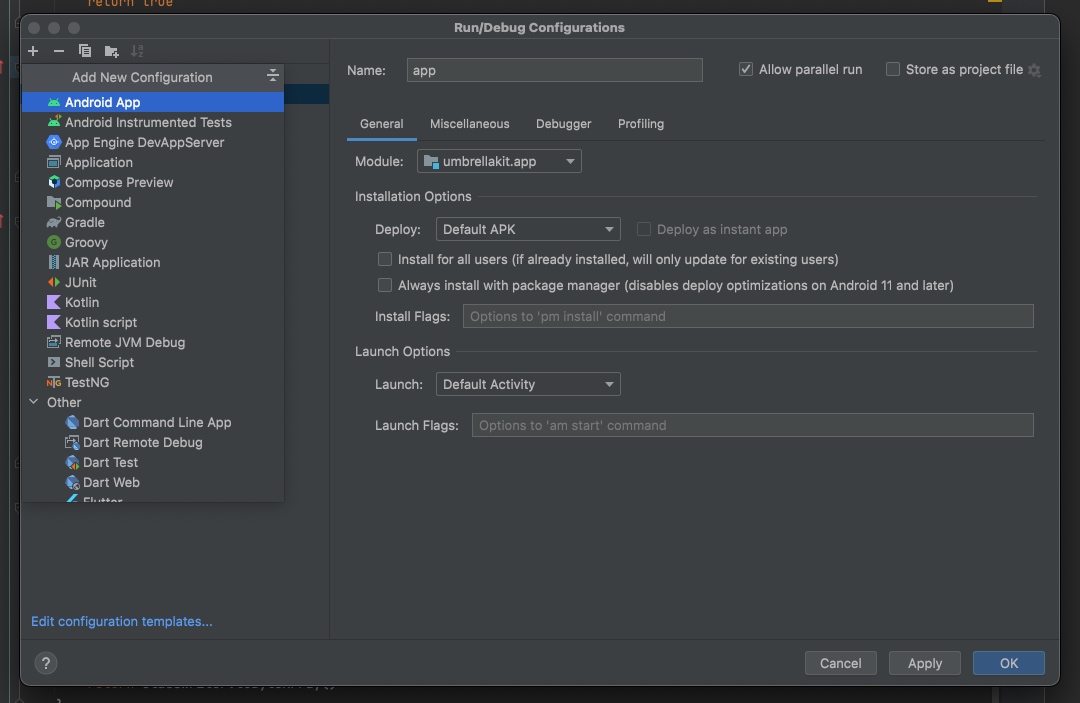 return true
Run/Debug Configurations
Add New Configuration
Android App
Android Instrumented Tests
App Engine DevAppServer
Application
Compose Preview
Compound
Gradle
Groovy
JAR Application
JUnit
Kotlin
Kotlin script
Remote JVM Debug
Shell Script
TestNG
Other
Dart Command Line App
Dart Remote Debug
Dart Test
Dart Web
Flutter
Edit configuration templates...
Name: app
Allow parallel run
Store as project file
General Miscellaneous Debugger Profiling
Module: umbrellakit.app
Installation Options
Deploy: Default APK Deploy as instant app
Install for all users (if already installed, will only update for existing users)
Always install with package manager (disables deploy optimizations on Android 11 and later)
Install Flags: Options to 'pm install' command
Launch Options
Launch: Default Activity
Launch Flags: Options to 'am start' command
? Cancel Apply OK
}